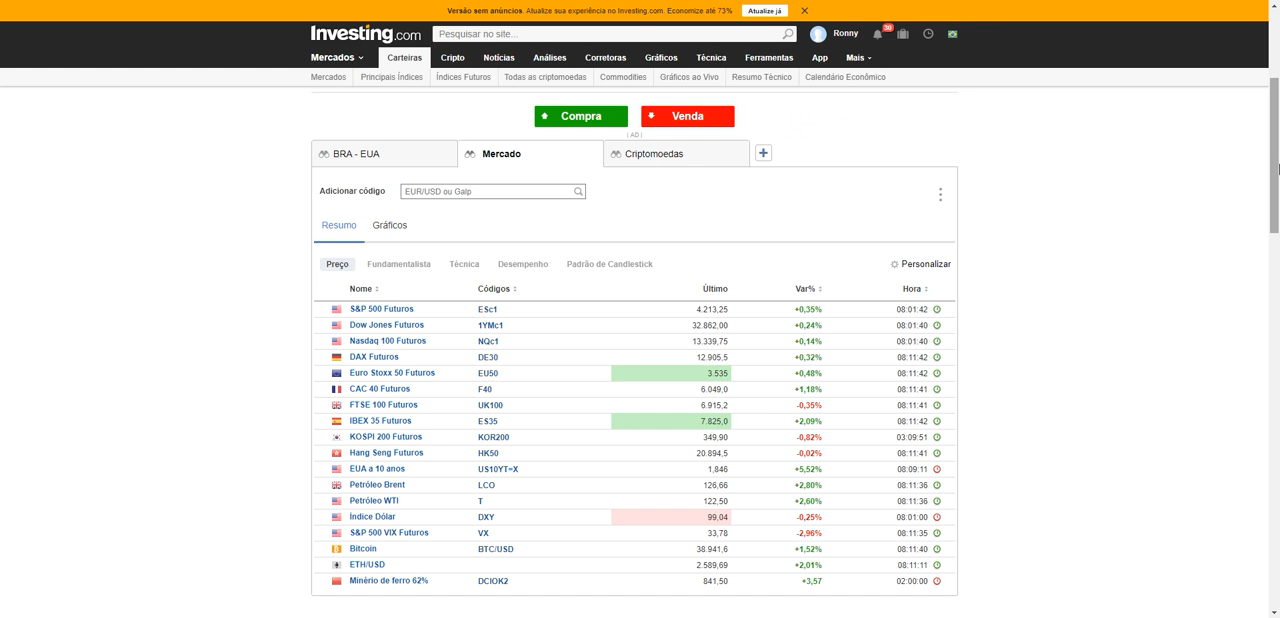 Versão sem anúncios. Atualize sua experiência no Investing.com. Economize até 73% Atualize já
Investing.com Pesquisar no site... Ronny 30
Mercados Carteiras Cripto Notícias Análises Corretoras Gráficos Técnica Ferramentas App Mais
Mercados Principais Índices Índices Futuros Todas as criptomoedas Commodities Gráficos ao Vivo Resumo Técnico Calendário Econômico
Compra Venda
| AD |
BRA - EUA Mercado Criptomoedas +
Adicionar código EUR/USD ou Galp
Resumo Gráficos
Preço Fundamentalista Técnica Desempenho Padrão de Candlestick Personalizar
Nome Códigos Último Var% Hora
S&P 500 Futuros ESc1 4.213,25 +0,35% 08:01:42
Dow Jones Futuros 1YMc1 32.862,00 +0,24% 08:01:40
Nasdaq 100 Futuros NQc1 13.339,75 +0,14% 08:01:40
DAX Futuros DE30 12.905,5 +0,32% 08:11:42
Euro Stoxx 50 Futuros EU50 3.535 +0,48% 08:11:42
CAC 40 Futuros F40 6.049,0 +1,18% 08:11:41
FTSE 100 Futuros UK100 6.915,2 -0,35% 08:11:41
IBEX 35 Futuros ES35 7.825,0 +2,09% 08:11:42
KOSPI 200 Futuros KOR200 349,90 -0,82% 03:09:51
Hang Seng Futuros HK50 20.894,5 -0,02% 08:11:41
EUA a 10 anos US10YT=X 1,846 +5,52% 08:09:11
Petróleo Brent LCO 126,66 +2,80% 08:11:36
Petróleo WTI T 122,50 +2,60% 08:11:36
Índice Dólar DXY 99,04 -0,25% 08:01:00
S&P 500 VIX Futuros VX 33,78 -2,96% 08:11:35
Bitcoin BTC/USD 38.941,6 +1,52% 08:11:40
ETH/USD 2.589,69 +2,01% 08:11:11
Minério de ferro 62% DCIOK2 841,50 +3,57 02:00:00